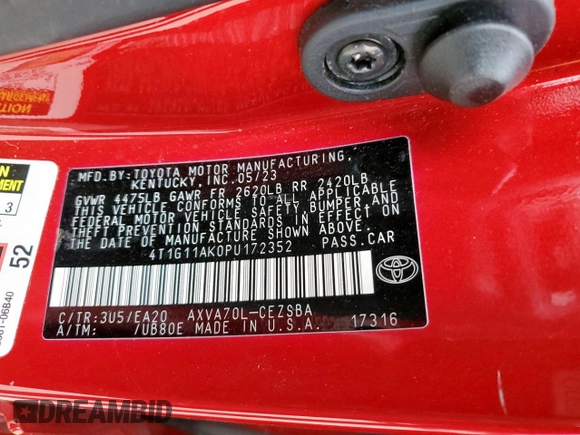 MFD.BY:TOYOTA MOTOR MANUFACTURING,
KENTUCKY,INC.05/23
GVWR 4475LB GAWR FR 2620LB RR 2420LB
THIS VEHICLE CONFORMS TO ALL APPLICABLE
FEDERAL MOTOR VEHICLE SAFETY BUMPER AND
THEFT PREVENTION STANDARDS IN EFFECT ON
THE DATE OF MANUFACTURE SHOWN ABOVE.
4T1G11AK0PU172352 PASS.CAR
C/TR:3U5/EA20 AXVA70L-CEZSBA
A/TM: /UB80E MADE IN U.S.A. 17316
3
52
06B40
DREAMBID